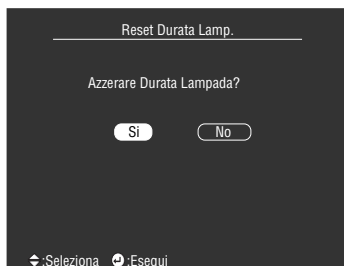 Reset Durata Lamp.
Azzerare Durata Lampada?
Si No
:Seleziona :Esegui